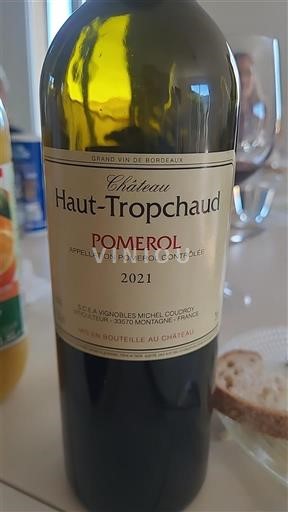 GRAND VIN DE BORDEAUX
Château
Haut-Tropchaud
POMEROL
APPELLATION POMEROL CONTRÔLÉE
2021
S.C.E.A VIGNOBLES MICHEL COUDROY
VITICULTEUR - 33570 MONTAGNE - FRANCE
MIS EN BOUTEILLE AU CHÂTEAU